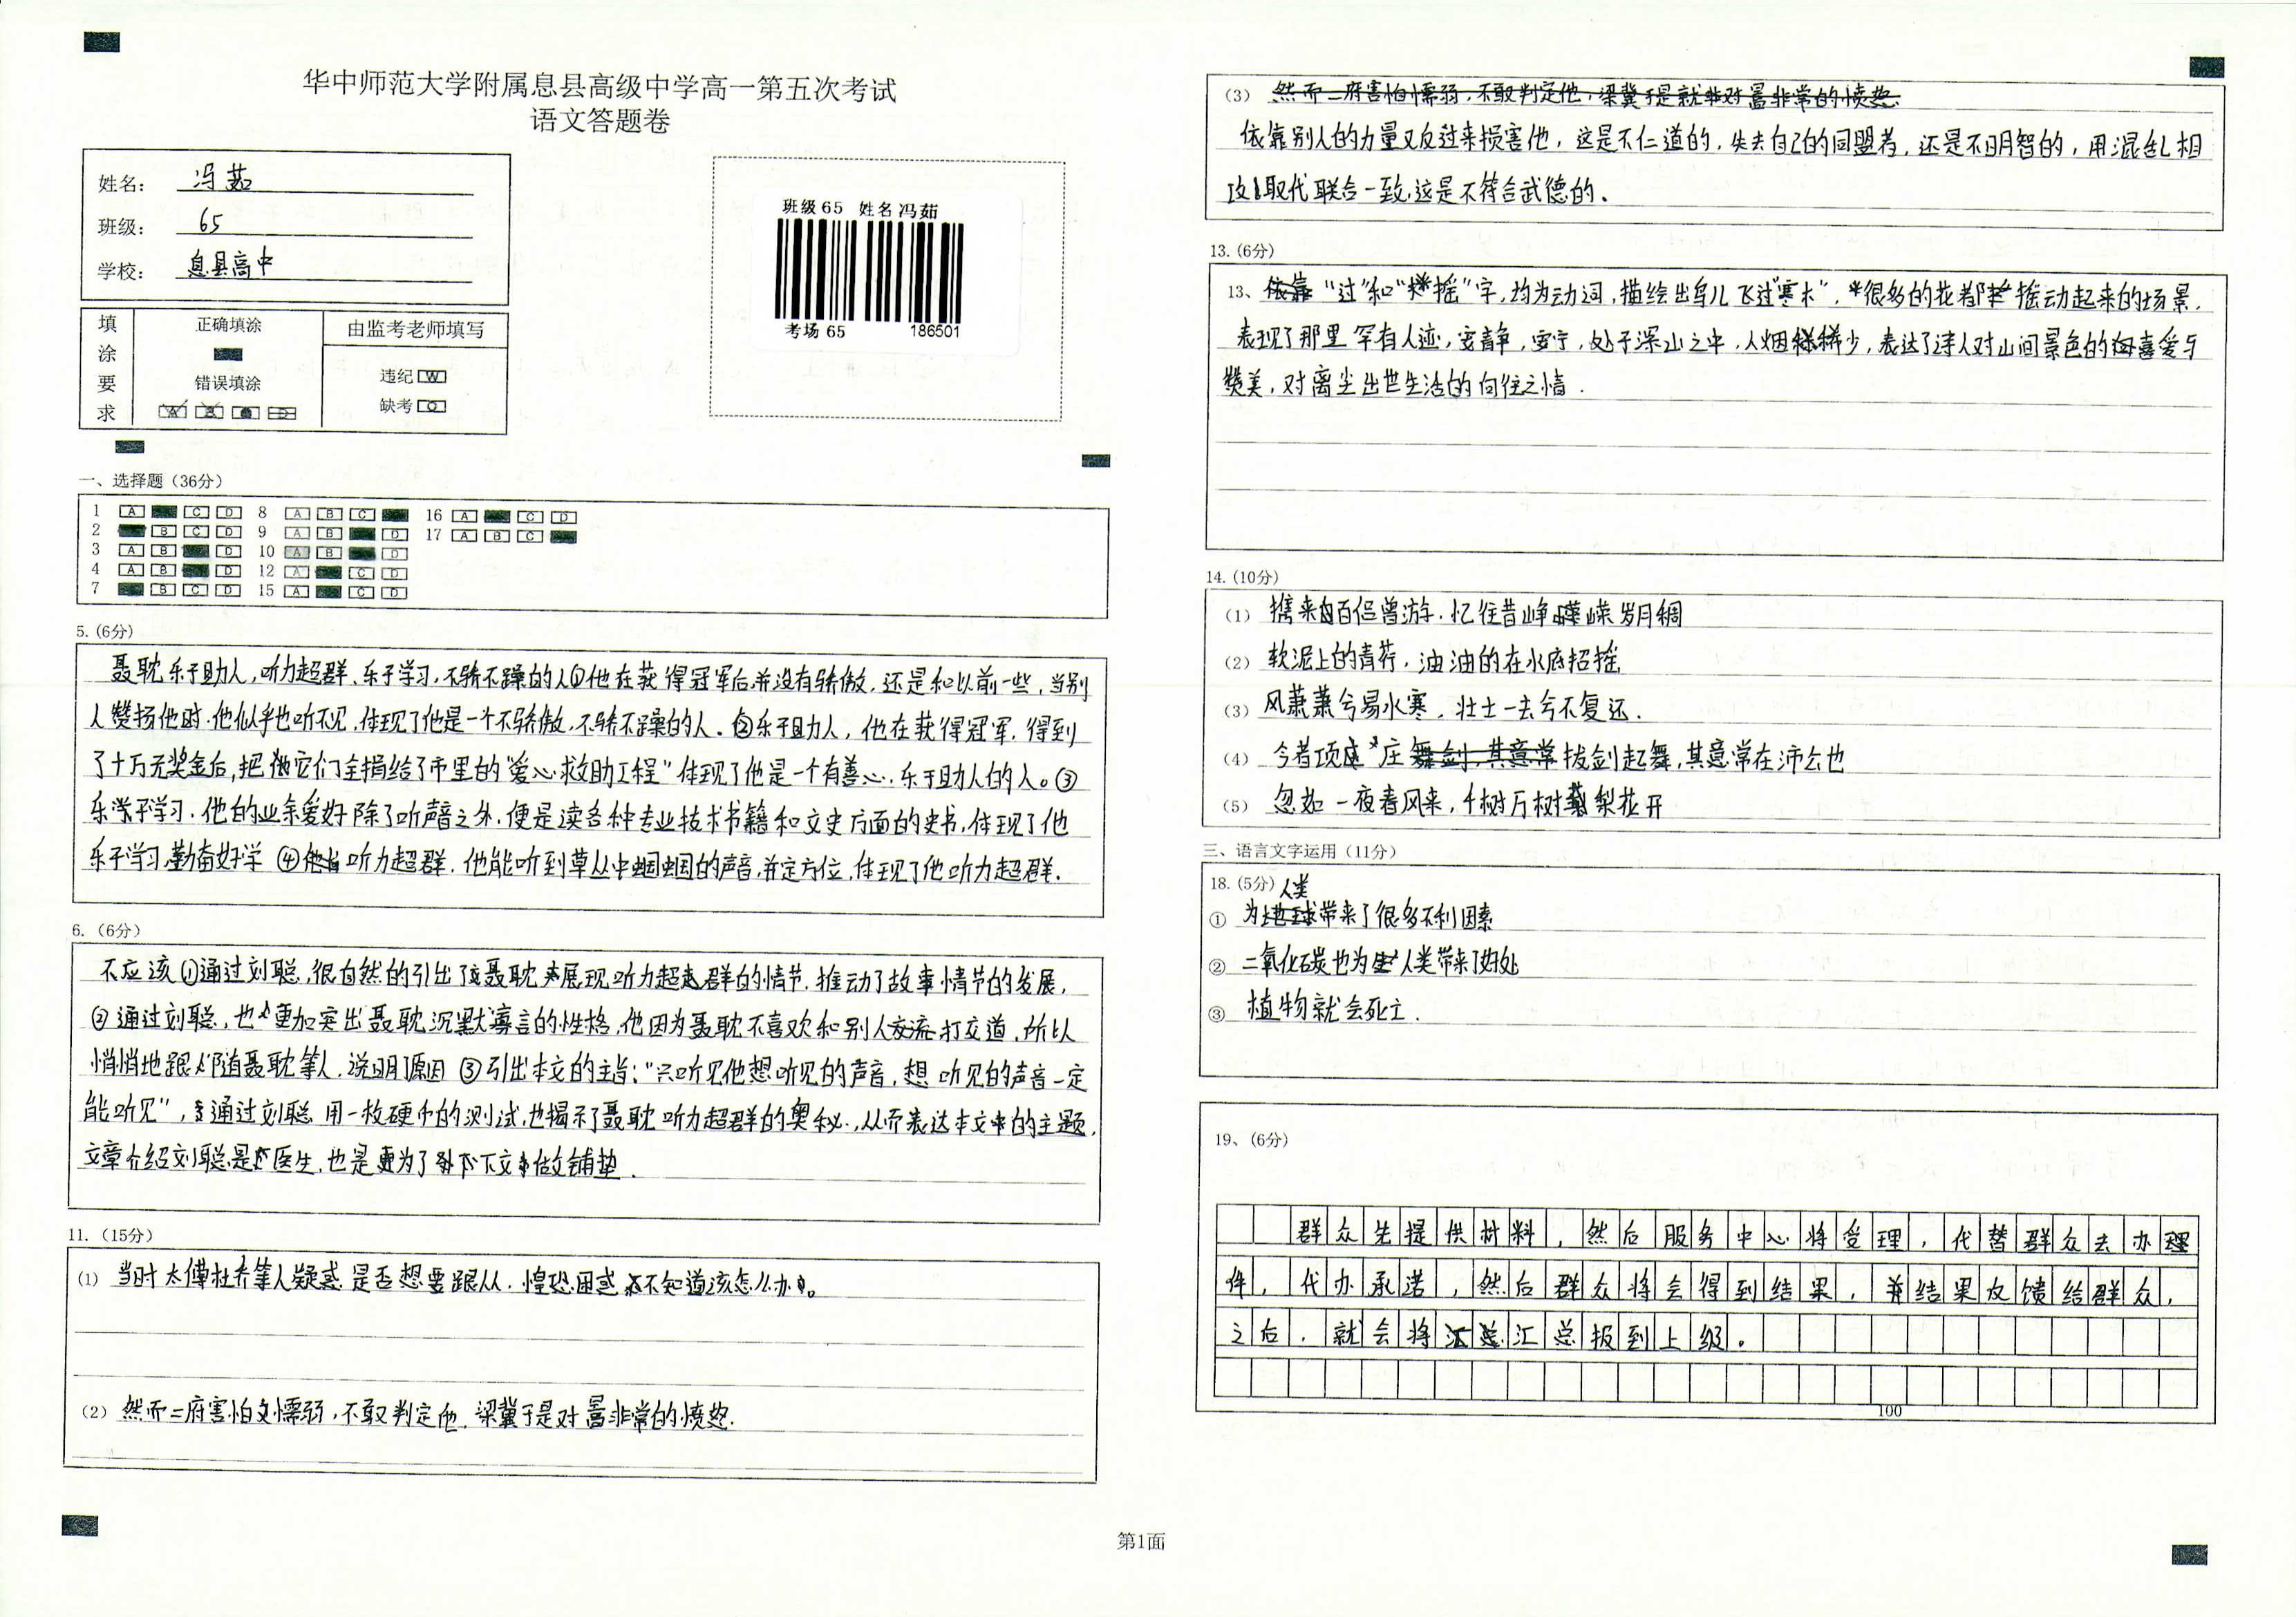 华中师范大学附属息县高级中学高一第五次考试
语文答题卷
姓名： 冯茹
班级： 65
学校： 息县高中
填涂要求
正确填涂
错误填涂
A B C D
由监考老师填写
违纪 W
缺考 Q
班级 65 姓名 冯茹
考场 65 186501
一、选择题（36分）
1 A C D 8 A B C 16 A C D
2 B C D 9 A B D 17 A B C
3 A B D 10 A B D
4 A B D 12 A C D
7 B C D 15 A C D
5. (6分)
聂耽乐于助人，听力超群、乐于学习，不骄不躁的人①他在获得冠军后并没有骄傲，还是和以前一些，当别
人赞扬他时，他似乎也听不见，体现了他是一个不骄傲，不骄不躁的人。②乐于助人，他在获得冠军，得到
了十万元奖金后，把它们全捐给了市里的“爱心救助工程”体现了他是一个有善心，乐于助人的人。③
乐于学习，他的业余爱好除了听声音之外，便是读各种专业技术书籍和文史方面的史书，体现了他
乐于学习，勤奋好学 ④听力超群，他能听到草丛中蝈蝈的声音，并定方位，体现了他听力超群.
6.（6分）
不应该①通过刘聪，很自然的引出了聂耽展现听力超群的情节，推动了故事情节的发展，
②通过刘聪，也更加突出聂耽沉默寡言的性格，他因为聂耽不喜欢和别人打交道，所以
悄悄地跟随聂耽等人，说明原因 ③引出本文的主旨：“只听见他想听见的声音，想听见的声音一定
能听见”，通过刘聪用一枚硬币的测试，也揭示了聂耽听力超群的奥秘，从而表达本文的主题，
文章介绍刘聪是医生，也是为了下文做铺垫.
11.（15分）
（1） 当时太傅杜乔等人疑惑是否想要跟从，惶恐困惑不知道该怎么办。
（2） 然而二府害怕懦弱，不敢判定他，梁冀于是对暠非常的愤怒.
（3） 然而二府害怕懦弱，不敢判定他，梁冀于是就对暠非常的愤怒.
依靠别人的力量又反过来损害他，这是不仁道的，失去自己的同盟者，还是不明智的，用混乱相
攻取代联合一致，这是不符合武德的.
13. (6分)
13、“过”和“摇”字，均为动词，描绘出鸟儿飞过“寒木”，很多的花都摇动起来的场景，
表现了那里罕有人迹，安静，安宁，处于深山之中，人烟稀少，表达了诗人对山间景色的喜爱与
赞美，对离尘出世生活的向往之情.
14. (10分)
（1） 携来百侣曾游，忆往昔峥嵘岁月稠
（2） 软泥上的青荇，油油的在水底招摇
（3） 风萧萧兮易水寒，壮士一去兮不复还.
（4） 今者项庄舞剑，其意常拔剑起舞，其意常在沛公也
（5） 忽如一夜春风来，千树万树梨花开
三、语言文字运用（11分）
18. (5分)
① 为人类带来了很多不利因素
② 二氧化碳也为人类带来了好处
③ 植物就会死亡.
19、（6分）
群众先提供材料，然后服务中心将受理，代替群众去办理
件，代办承诺，然后群众将会得到结果，并结果反馈给群众，
之后，就会将汇总报到上级。
100
第1面